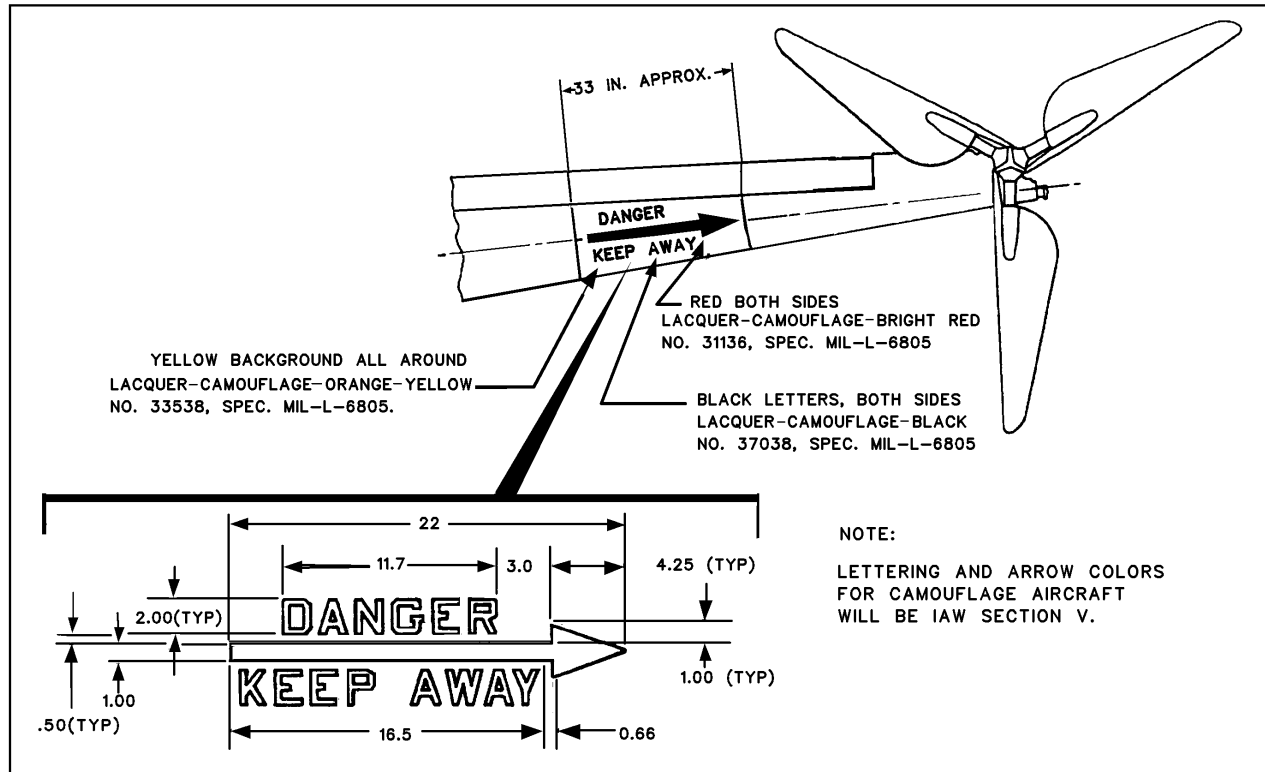 33 IN. APPROX.
DANGER
KEEP AWAY
RED BOTH SIDES
LACQUER-CAMOUFLAGE-BRIGHT RED
NO. 31136, SPEC. MIL-L-6805
YELLOW BACKGROUND ALL AROUND
LACQUER-CAMOUFLAGE-ORANGE-YELLOW
NO. 33538, SPEC. MIL-L-6805.
BLACK LETTERS, BOTH SIDES
LACQUER-CAMOUFLAGE-BLACK
NO. 37038, SPEC. MIL-L-6805
22
11.7
3.0
4.25 (TYP)
2.00(TYP)
DANGER
KEEP AWAY
1.00 (TYP)
1.00
.50(TYP)
16.5
0.66
NOTE:
LETTERING AND ARROW COLORS
FOR CAMOUFLAGE AIRCRAFT
WILL BE IAW SECTION V.